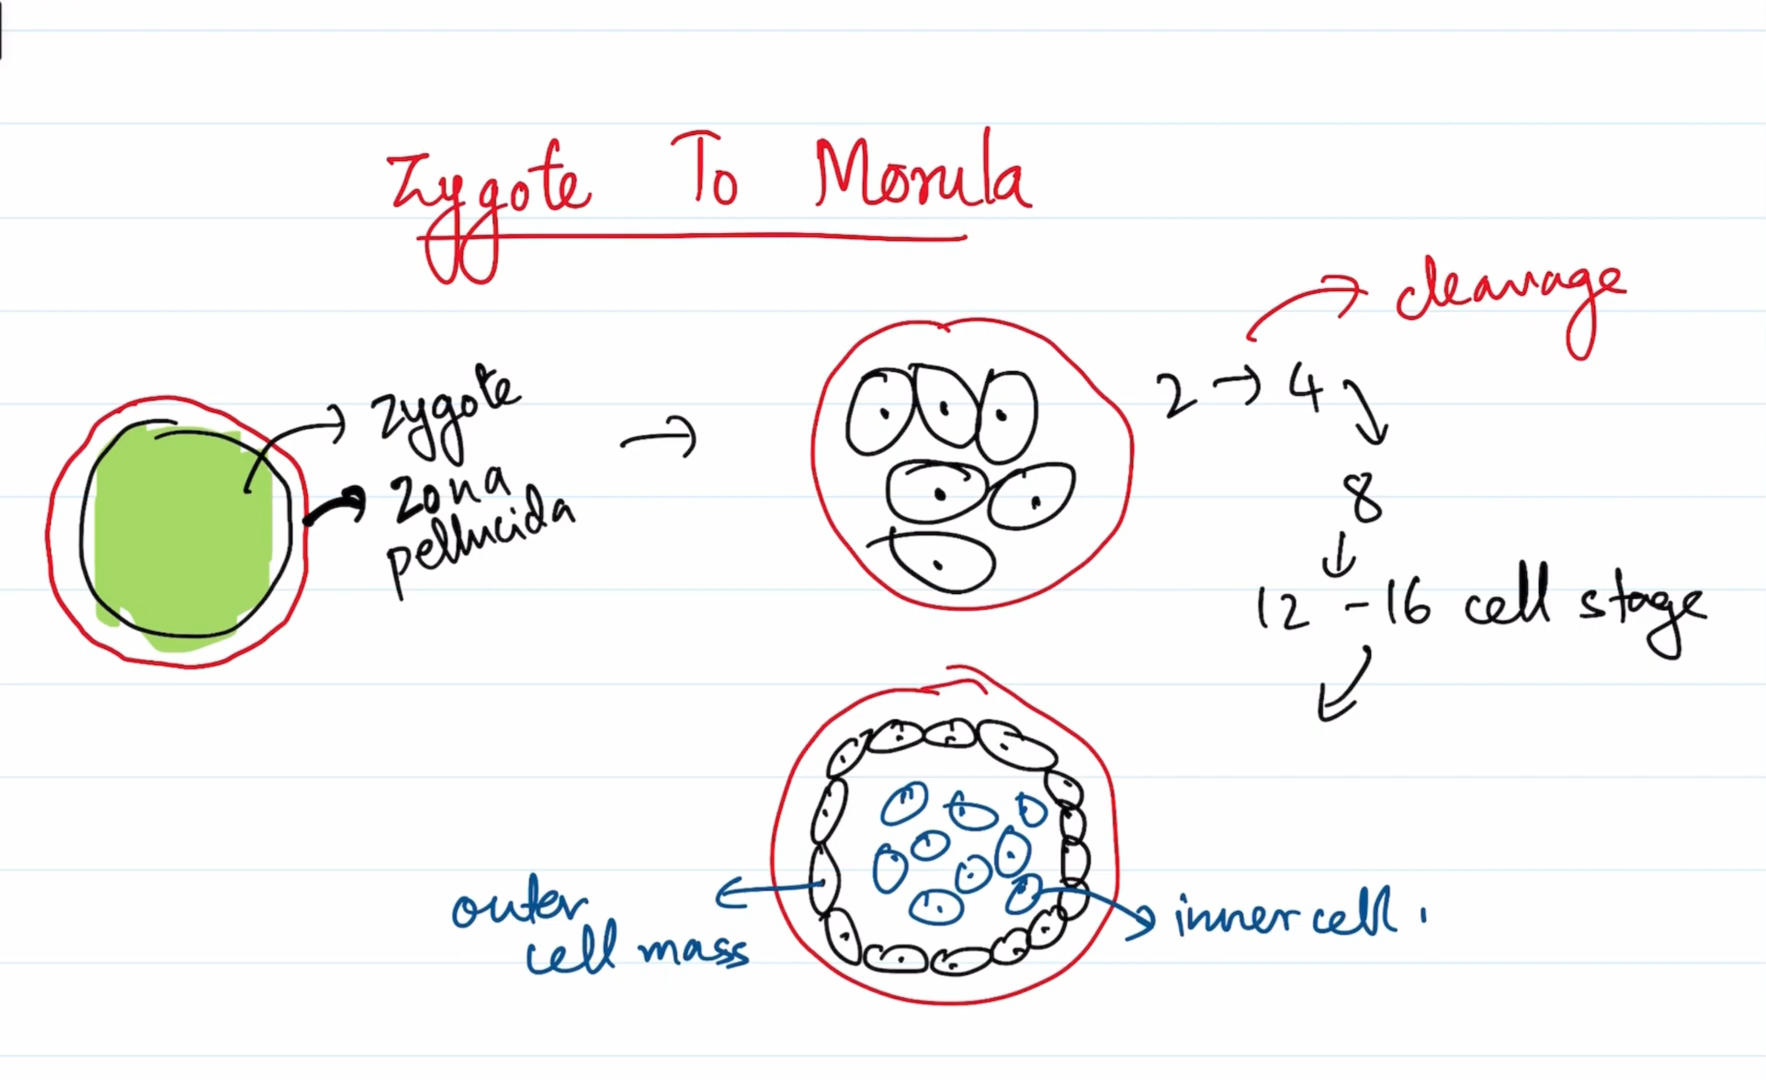 Zygote To Morula
cleavage
zygote
zona
pellucida
2 → 4
8
12 - 16 cell stage
outer
cell mass
inner cell